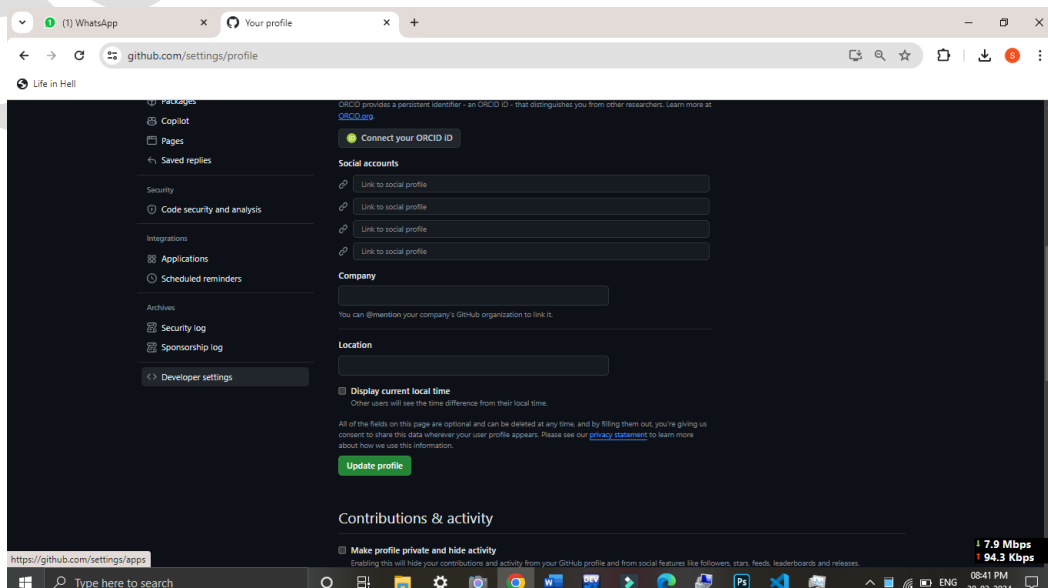 (1) WhatsApp
Your profile
github.com/settings/profile
S
Life in Hell
Packages
Copilot
Pages
Saved replies
Security
Code security and analysis
Integrations
Applications
Scheduled reminders
Archives
Security log
Sponsorship log
Developer settings
ORCID provides a persistent identifier - an ORCID iD - that distinguishes you from other researchers. Learn more at
ORCID.org.
Connect your ORCID iD
Social accounts
Link to social profile
Link to social profile
Link to social profile
Link to social profile
Company
You can @mention your company's GitHub organization to link it.
Location
Display current local time
Other users will see the time difference from their local time.
All of the fields on this page are optional and can be deleted at any time, and by filling them out, you're giving us
consent to share this data wherever your user profile appears. Please see our privacy statement to learn more
about how we use this information.
Update profile
Contributions & activity
Make profile private and hide activity
Enabling this will hide your contributions and activity from your GitHub profile and from social features like followers, stars, feeds, leaderboards and releases.
https://github.com/settings/apps
7.9 Mbps
94.3 Kbps
Type here to search
DEV
Ps
ENG
08:41 PM